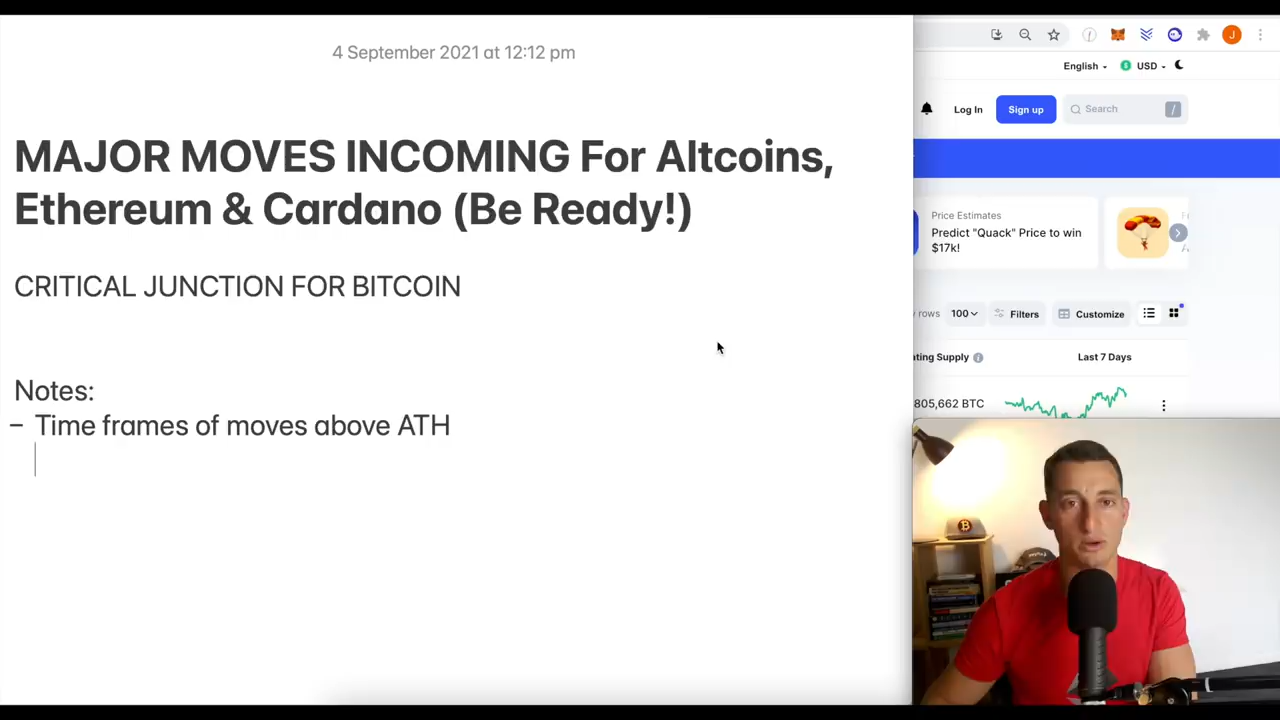 4 September 2021 at 12:12 pm
MAJOR MOVES INCOMING For Altcoins,
Ethereum & Cardano (Be Ready!)
CRITICAL JUNCTION FOR BITCOIN
Notes:
– Time frames of moves above ATH
J
English
USD
Log In
Sign up
Search
/
Price Estimates
Predict "Quack" Price to win
$17k!
rows
100
Filters
Customize
ating Supply
Last 7 Days
805,662 BTC